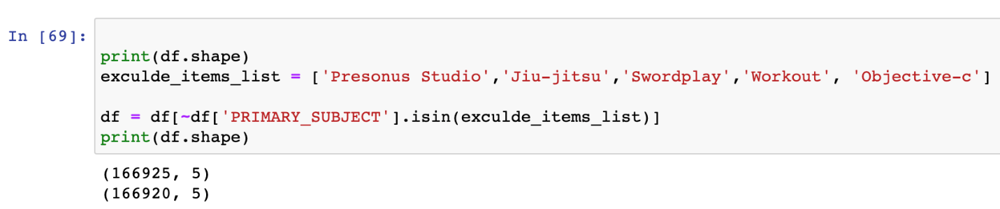 In [69]:
print(df.shape)
exculde_items_list = ['Presonus Studio','Jiu-jitsu','Swordplay','Workout', 'Objective-c']
df = df[~df['PRIMARY_SUBJECT'].isin(exculde_items_list)]
print(df.shape)
(166925, 5)
(166920, 5)